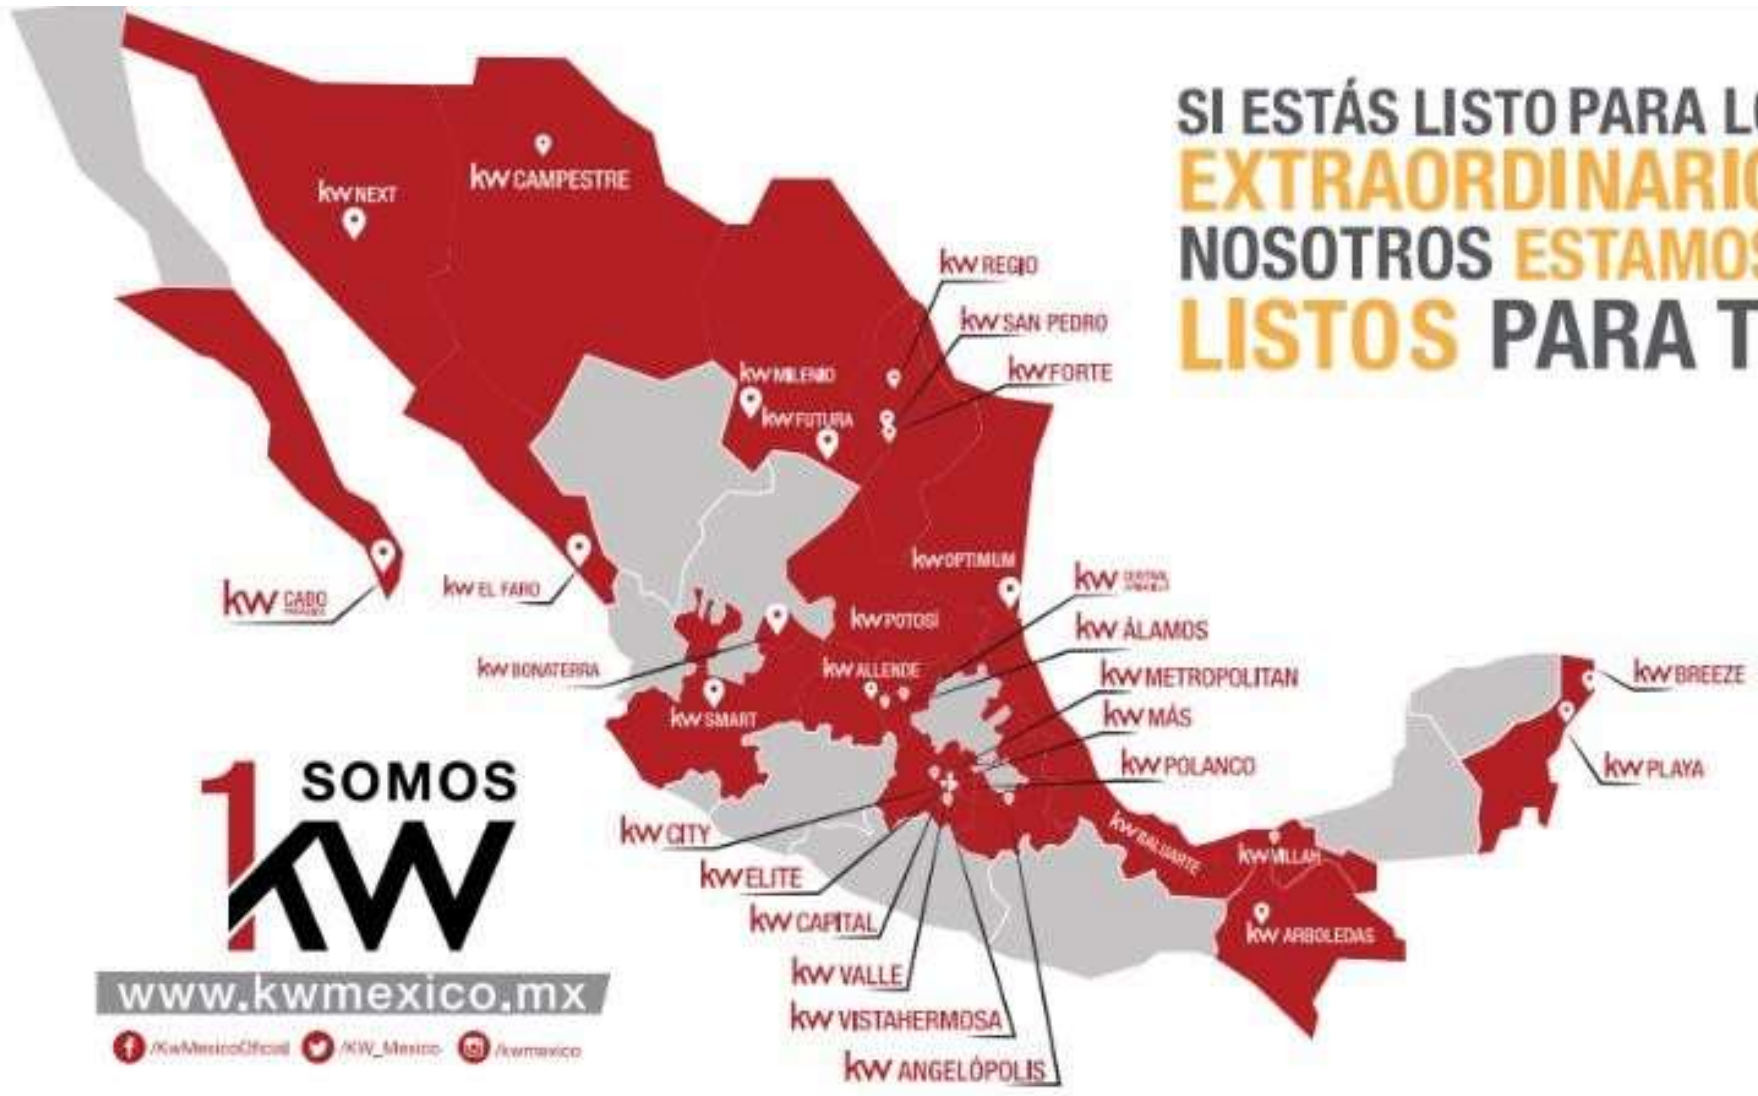 SI ESTÁS LISTO PARA LO
EXTRAORDINARIO
NOSOTROS ESTAMOS
LISTOS PARA T
kw CAMPESTRE
kw NEXT
kw REGIO
kw SAN PEDRO
kw FORTE
kw MILENIO
kw FUTURA
kw OPTIMUM
kw CABO
kw EL FARO
kw
kw POTOSÍ
kw ÁLAMOS
kw BONATERRA
kw ALLENDE
kw METROPOLITAN
kw BREEZE
kw SMART
kw MÁS
kw POLANCO
kw PLAYA
kw CITY
kw BALUARTE
kw VILLAH
kw ELITE
kw CAPITAL
kw ARBOLEDAS
kw VALLE
kw VISTAHERMOSA
kw ANGELÓPOLIS
1 SOMOS
KW
www.kwmexico.mx
/KwMexicoOficial /KW_Mexico /kwmexico